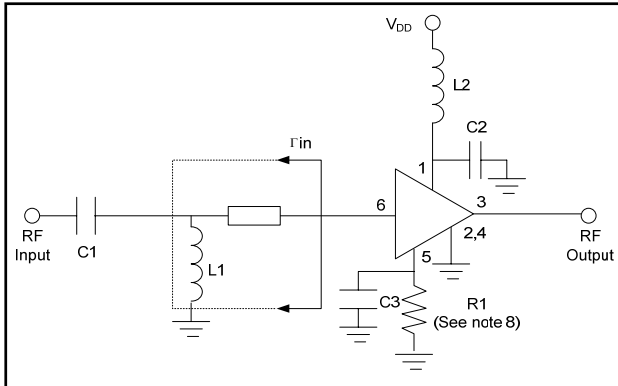 VDD
L2
C2
Γin
1
6
3
2,4
5
RF
Input
C1
L1
C3
R1
(See note 8)
RF
Output